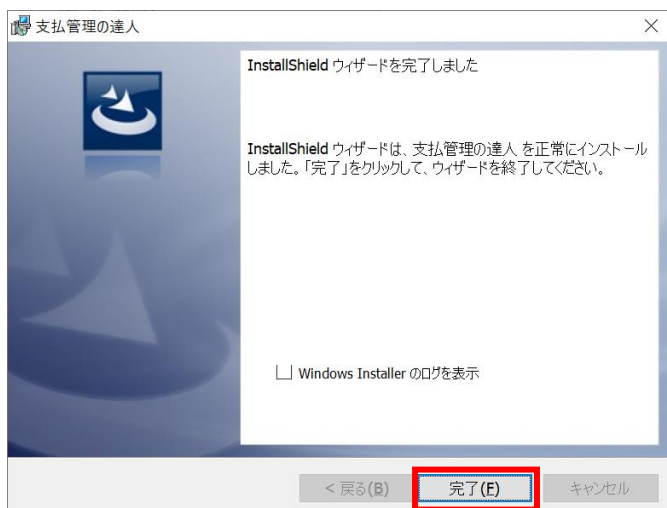 支払管理の達人
InstallShield ウィザードを完了しました
InstallShield ウィザードは、支払管理の達人 を正常にインストール
しました。「完了」をクリックして、ウィザードを終了してください。
Windows Installer のログを表示
< 戻る(B) 完了(F) キャンセル